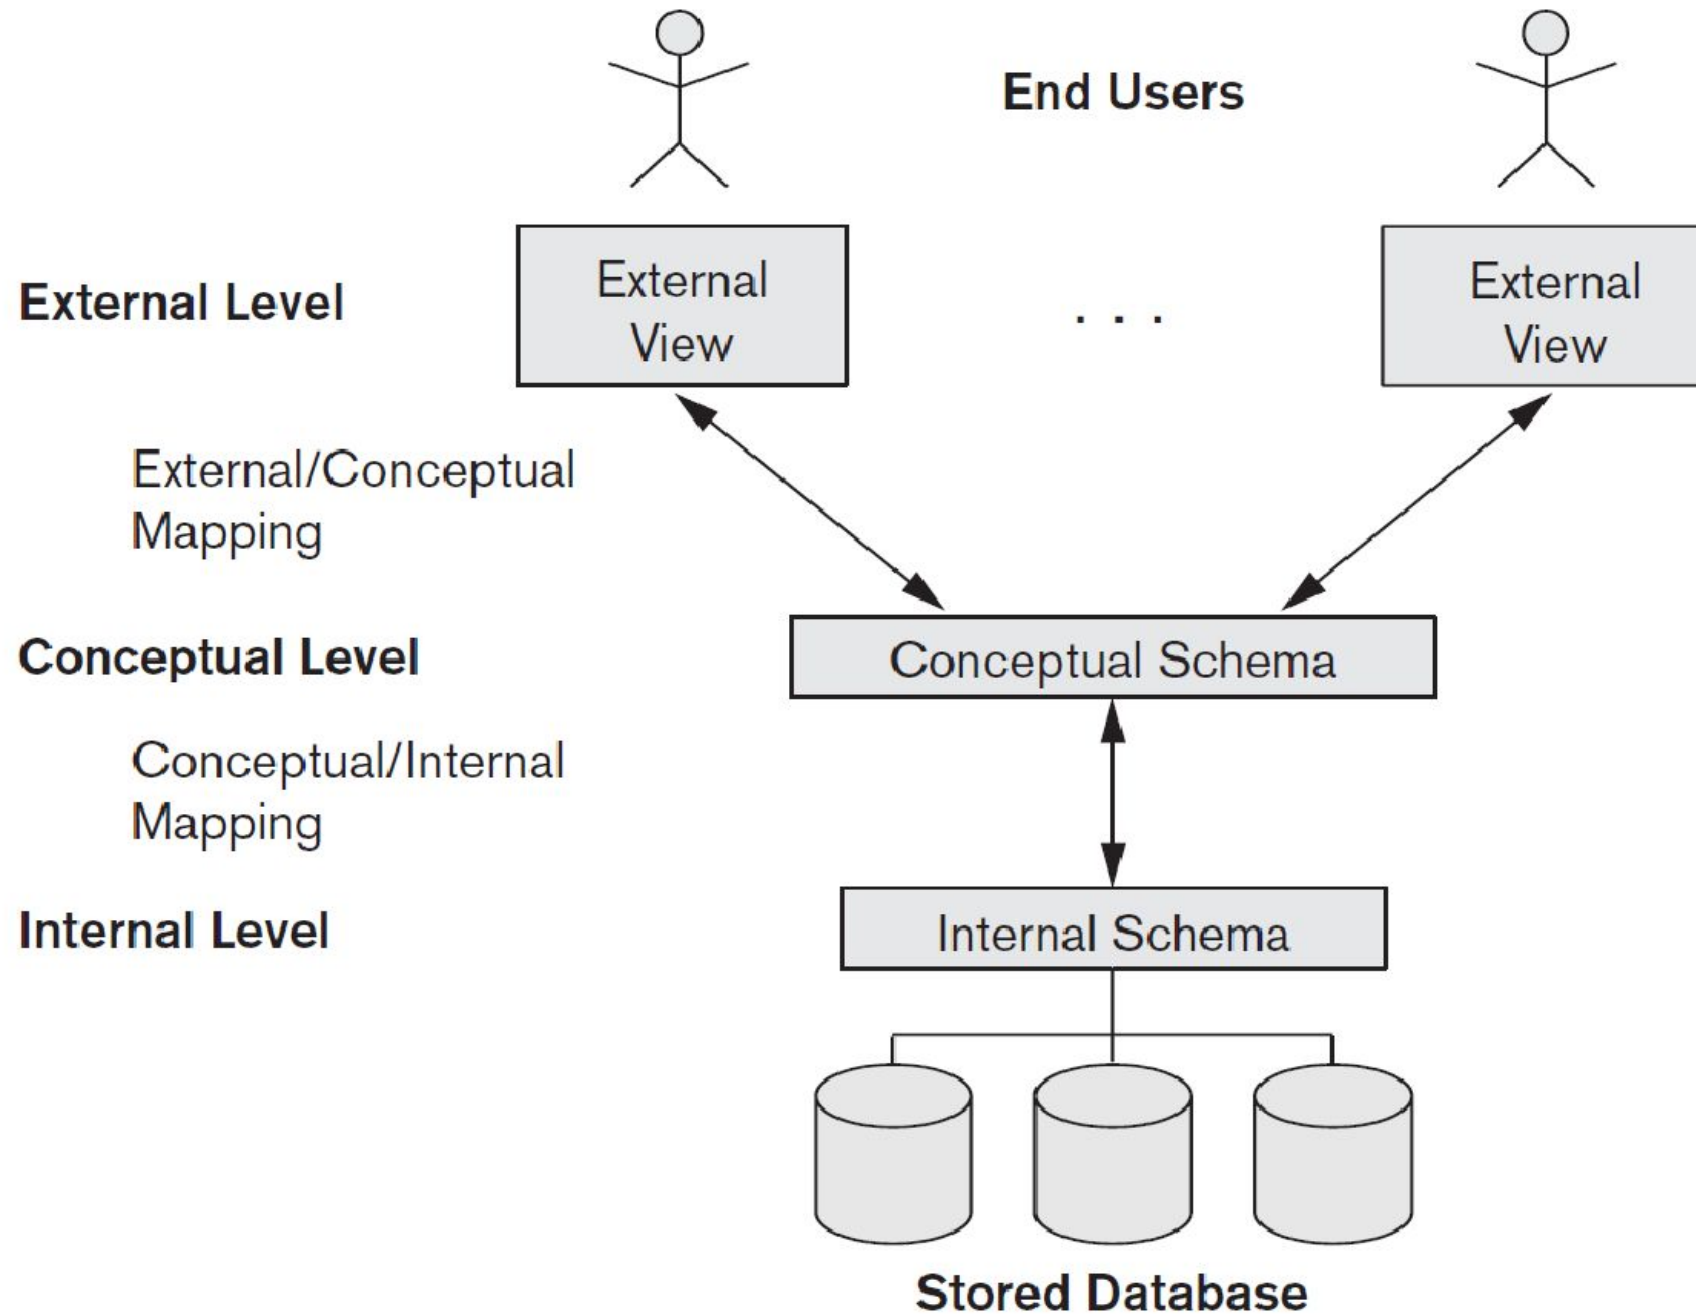 End Users
External Level
External
View
. . .
External
View
External/Conceptual
Mapping
Conceptual Level
Conceptual Schema
Conceptual/Internal
Mapping
Internal Level
Internal Schema
Stored Database